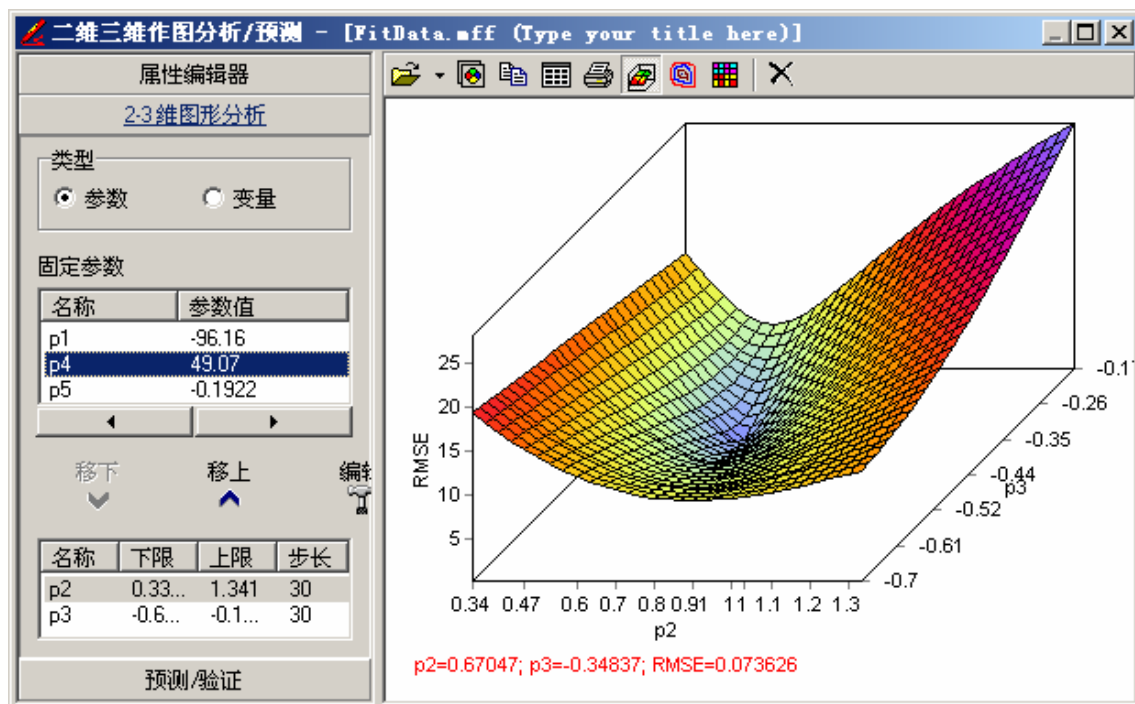 二维三维作图分析/预测 - [FitData.mff (Type your title here)]
属性编辑器
2-3维图形分析
类型
参数 变量
固定参数
名称 参数值
p1 -96.16
p4 49.07
p5 -0.1922
移下 移上 编辑
名称 下限 上限 步长
p2 0.33... 1.341 30
p3 -0.6... -0.1... 30
预测/验证
25
20
15
10
5
RMSE
0.34 0.47 0.6 0.7 0.8 0.91 1 1 1.1 1.2 1.3
p2
-0.17
-0.26
-0.35
-0.44
-0.52
-0.61
-0.7
p3
p2=0.67047; p3=-0.34837; RMSE=0.073626